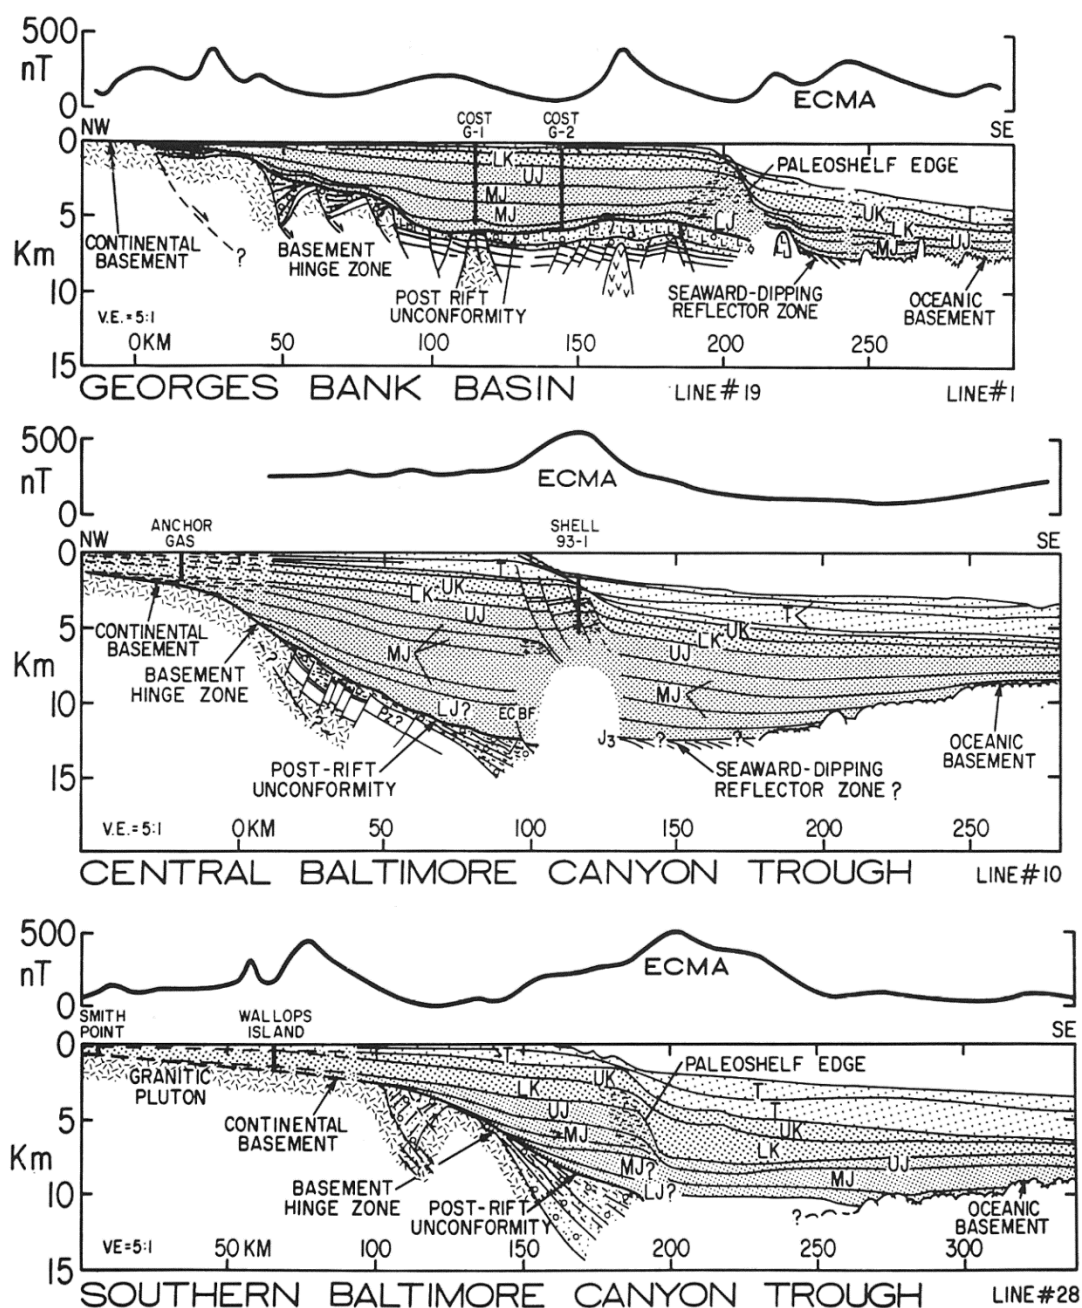 500
nT
0
ECMA
NW
COST
G-1
COST
G-2
SE
0
5
Km
10
15
LK
UJ
MJ
MJ
LJ
PALEOSHELF EDGE
UK
LK
MJ
UJ
LJ
CONTINENTAL
BASEMENT
?
BASEMENT
HINGE ZONE
POST RIFT
UNCONFORMITY
SEAWARD-DIPPING
REFLECTOR ZONE
OCEANIC
BASEMENT
V.E. = 5:1
0KM
50
100
150
200
250
GEORGES BANK BASIN
LINE#19
LINE#1
500
nT
0
ECMA
NW
ANCHOR
GAS
SHELL
93-1
SE
0
5
Km
10
15
T
UK
LK
UJ
MJ
LJ?
ECBF
J3
T
UK
LK
UJ
MJ
CONTINENTAL
BASEMENT
BASEMENT
HINGE ZONE
?
?
??
POST-RIFT
UNCONFORMITY
?
?
SEAWARD-DIPPING
REFLECTOR ZONE?
OCEANIC
BASEMENT
V.E.=5:1
0KM
50
100
150
200
250
CENTRAL BALTIMORE CANYON TROUGH
LINE#10
500
nT
0
ECMA
SMITH
POINT
WALLOPS
ISLAND
SE
0
5
Km
10
15
GRANITIC
PLUTON
CONTINENTAL
BASEMENT
BASEMENT
HINGE ZONE
POST-RIFT
UNCONFORMITY
T
UK
LK
UJ
MJ
MJ?
LJ?
PALEOSHELF EDGE
T
T
UK
LK
UJ
MJ
?
OCEANIC
BASEMENT
VE=5:1
50KM
100
150
200
250
300
SOUTHERN BALTIMORE CANYON TROUGH
LINE#28